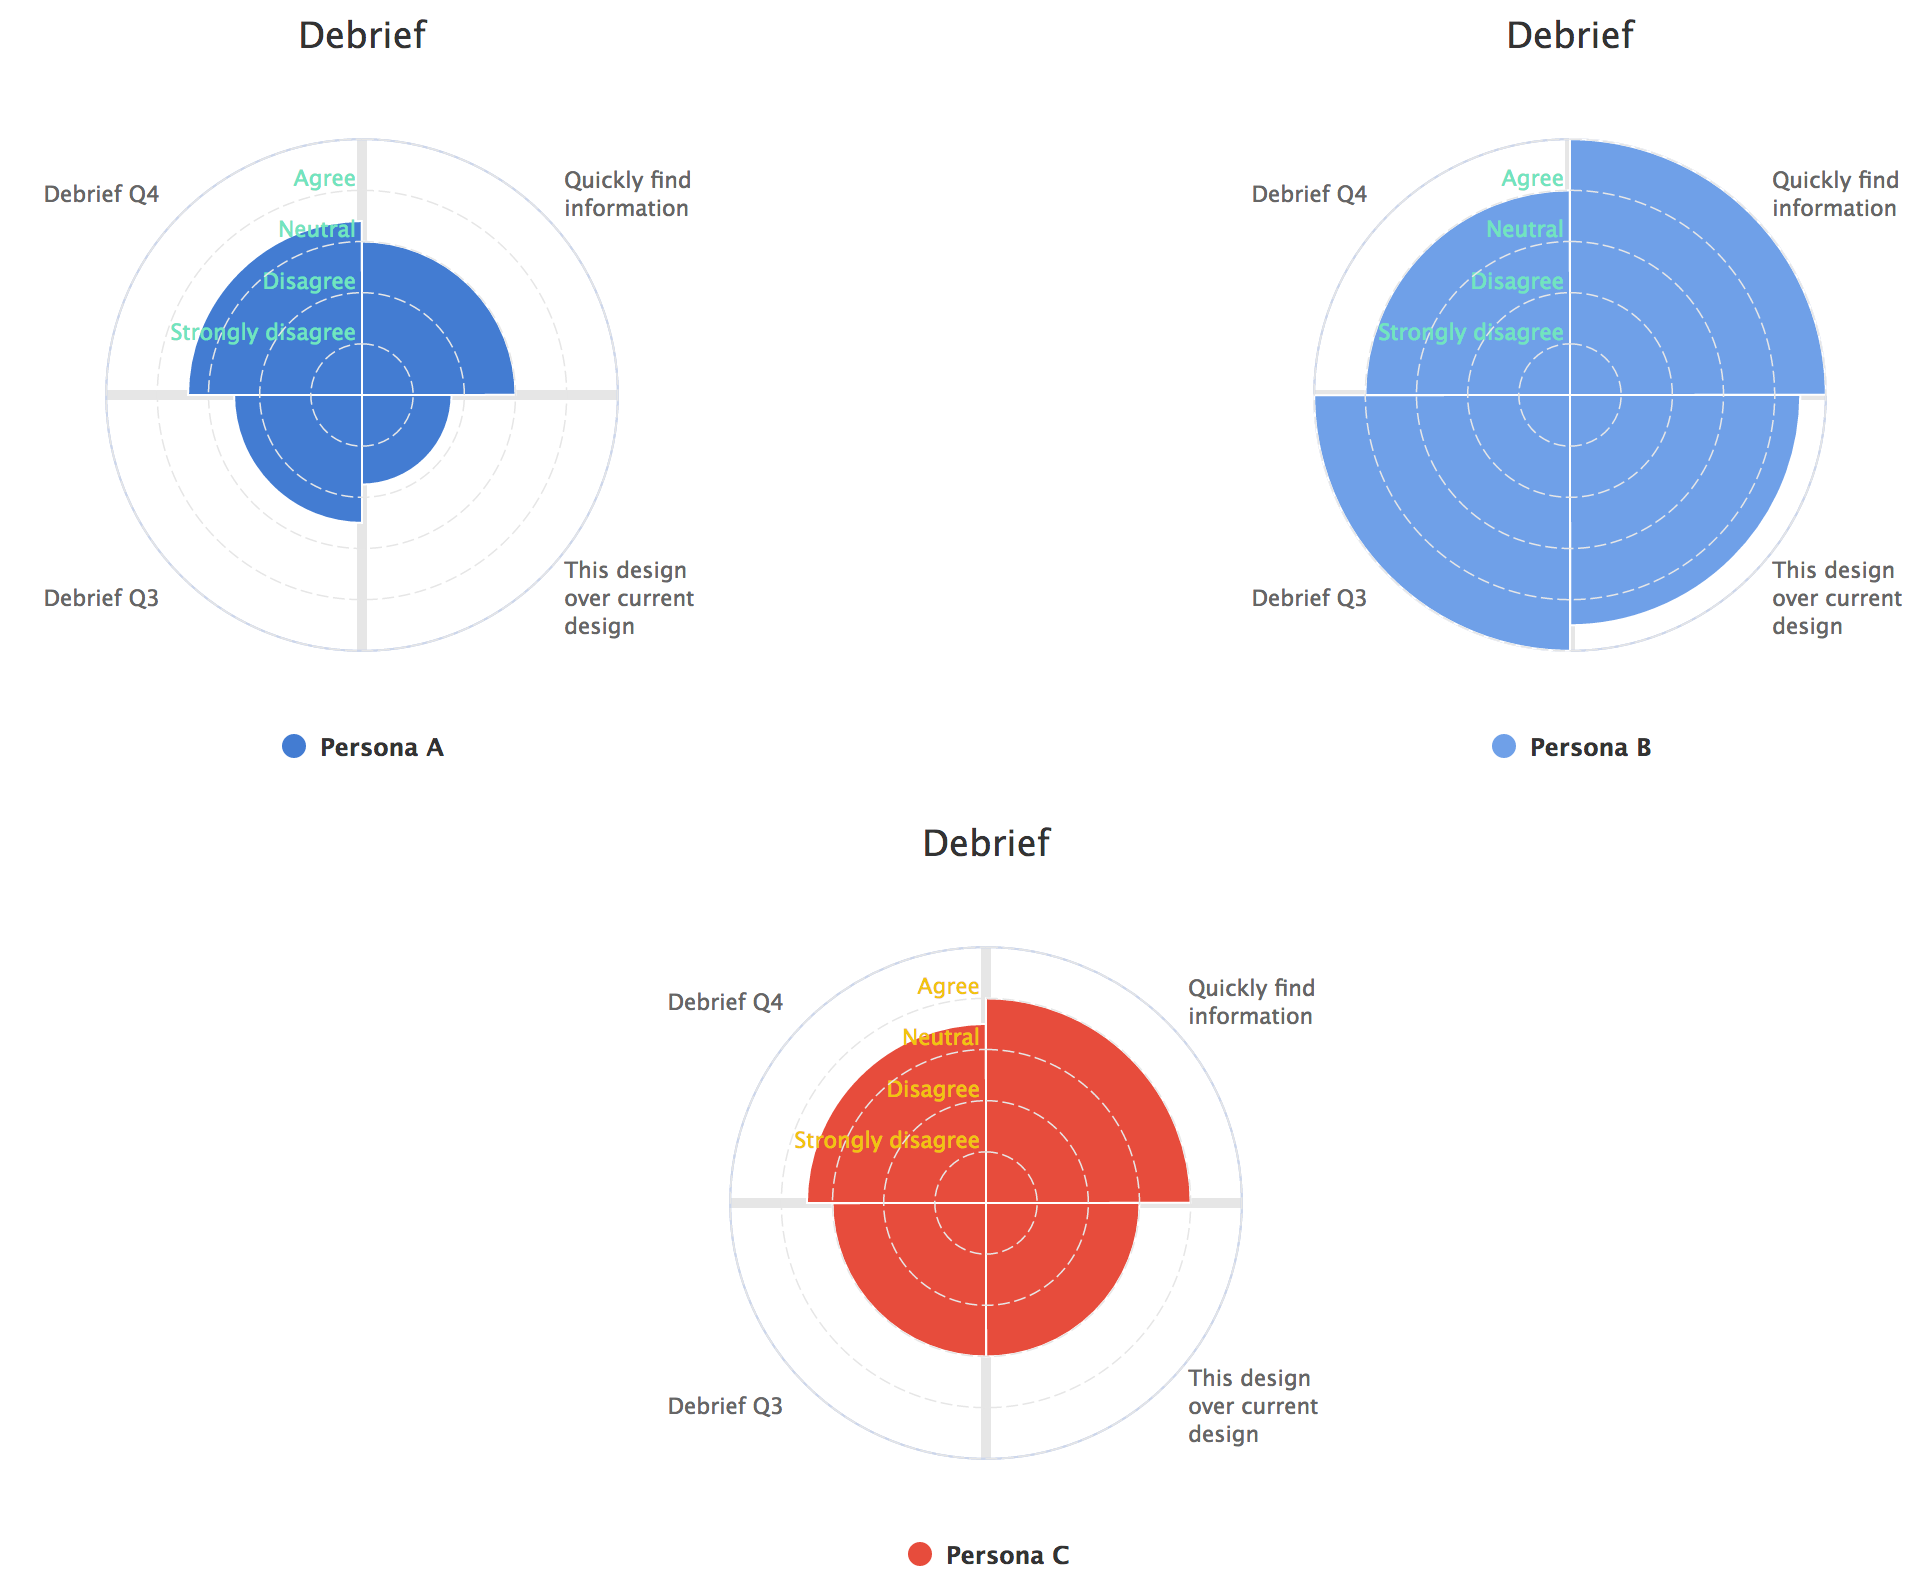 Debrief
Debrief Q4
Agree
Neutral
Disagree
Strongly disagree
Quickly find
information
Debrief Q3
This design
over current
design
Persona A
Debrief
Debrief Q4
Agree
Neutral
Disagree
Strongly disagree
Quickly find
information
Debrief Q3
This design
over current
design
Persona B
Debrief
Debrief Q4
Agree
Neutral
Disagree
Strongly disagree
Quickly find
information
Debrief Q3
This design
over current
design
Persona C